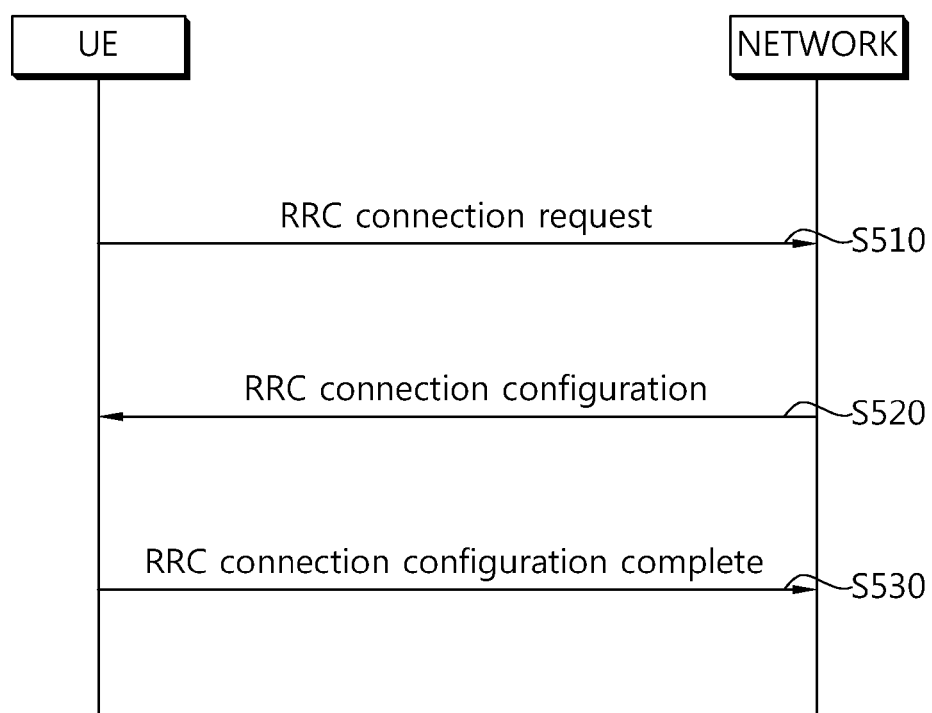 UE
NETWORK
RRC connection request
S510
RRC connection configuration
S520
RRC connection configuration complete
S530